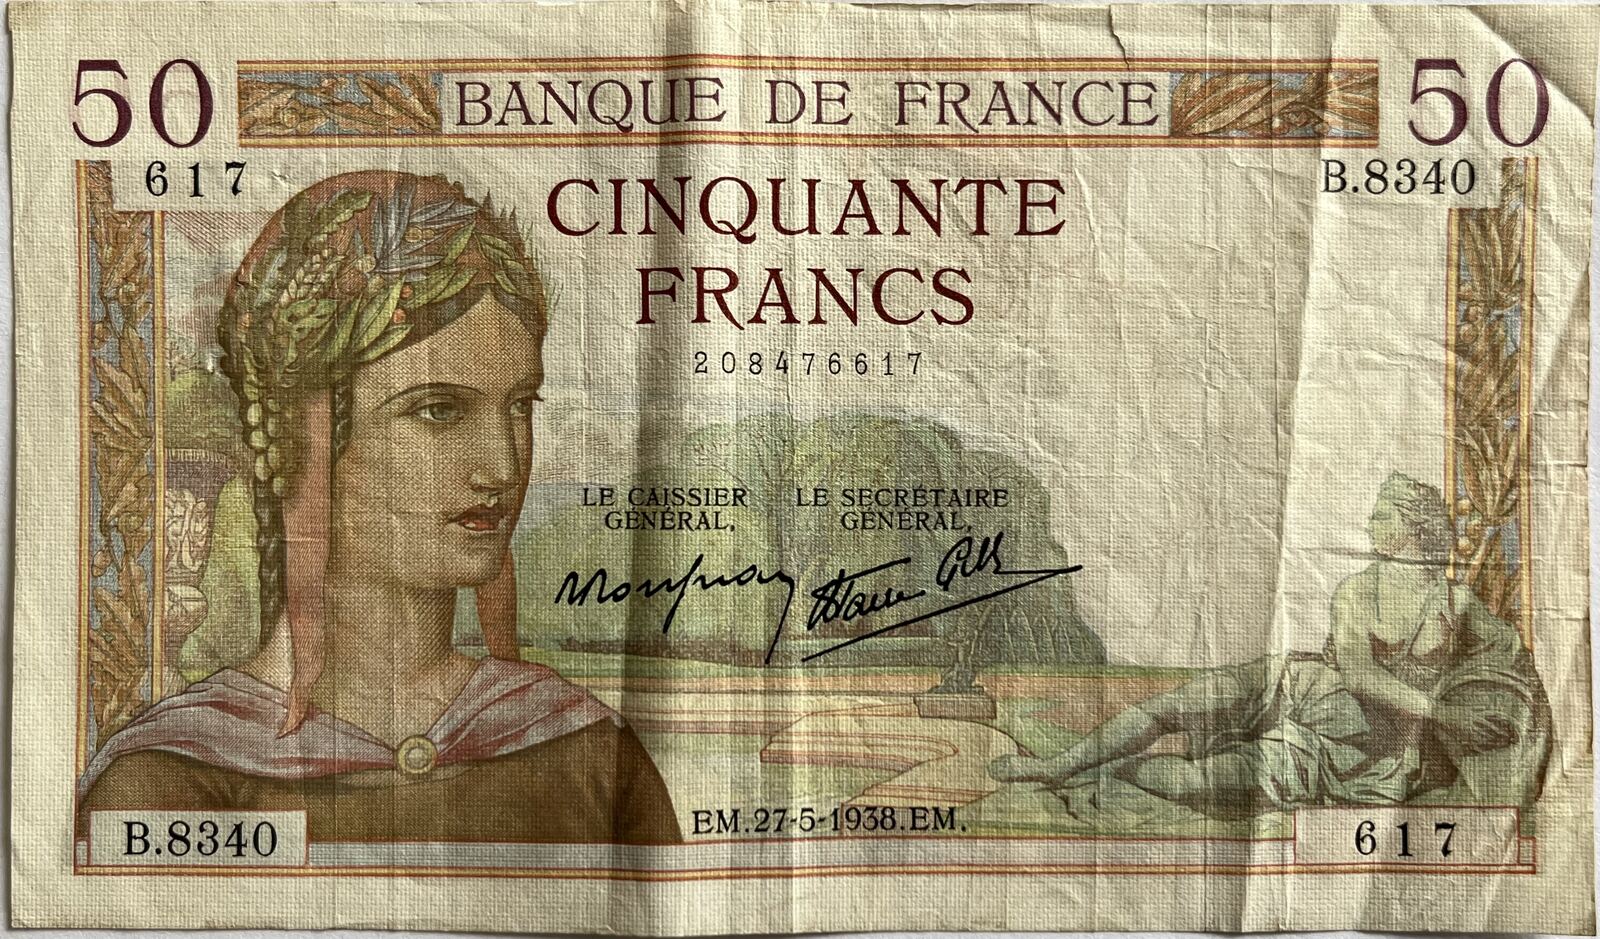 50 BANQUE DE FRANCE 50
617 B.8340
CINQUANTE
FRANCS
208476617
LE CAISSIER LE SECRÉTAIRE
GÉNÉRAL, GÉNÉRAL,
EM.27-5-1938.EM.
B.8340 617